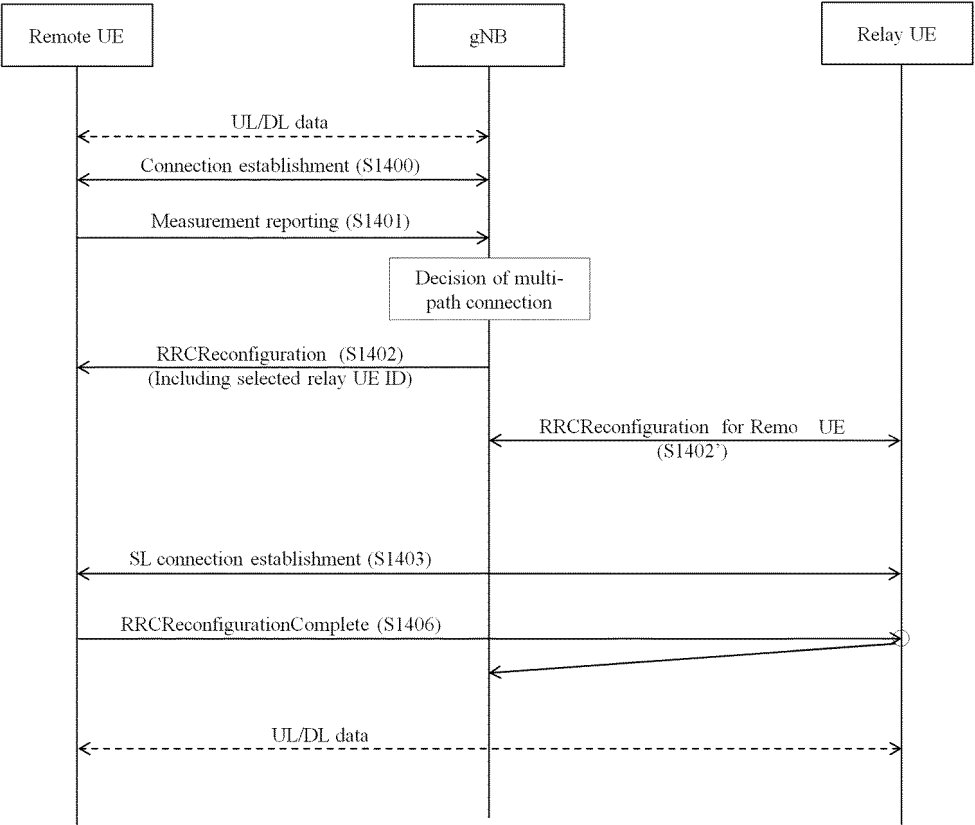 Remote UE
gNB
Relay UE
UL/DL data
Connection establishment (S1400)
Measurement reporting (S1401)
Decision of multi-
path connection
RRCReconfiguration (S1402)
(Including selected relay UE ID)
RRCReconfiguration for Remo UE
(S1402’)
SL connection establishment (S1403)
RRCReconfigurationComplete (S1406)
UL/DL data